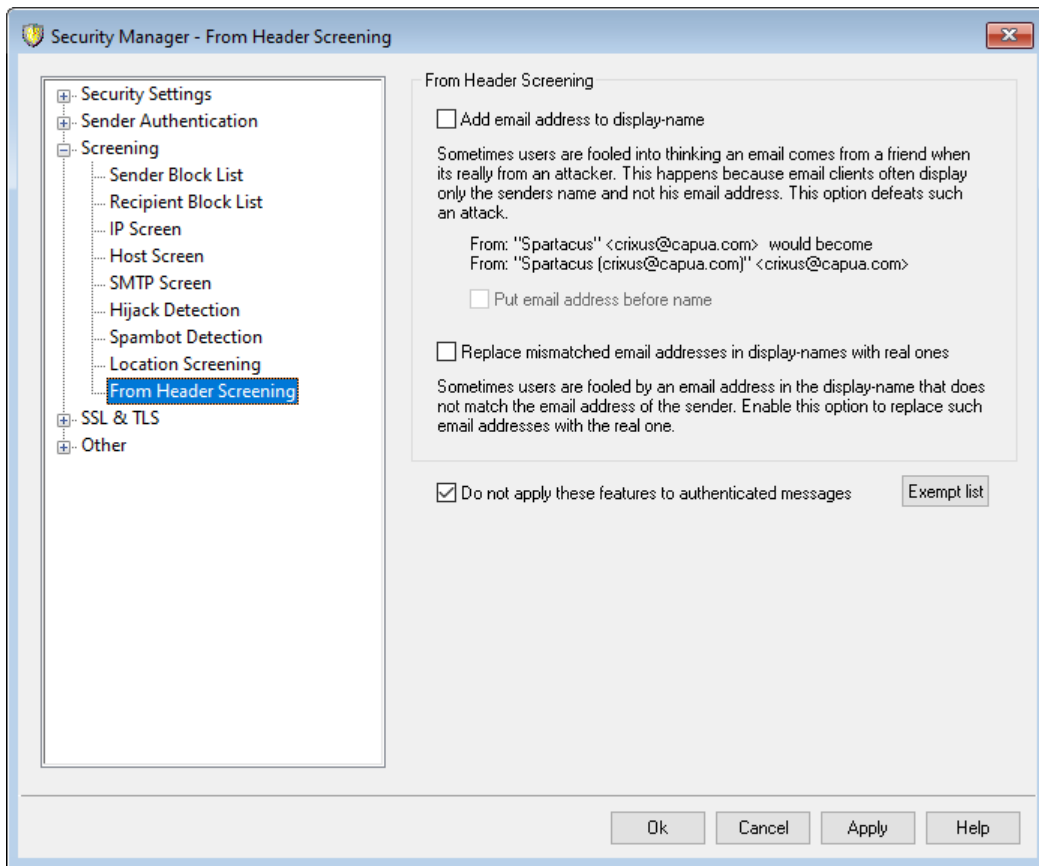 Security Manager - From Header Screening
Security Settings
Sender Authentication
Screening
Sender Block List
Recipient Block List
IP Screen
Host Screen
SMTP Screen
Hijack Detection
Spambot Detection
Location Screening
From Header Screening
SSL & TLS
Other
From Header Screening
Add email address to display-name
Sometimes users are fooled into thinking an email comes from a friend when
its really from an attacker. This happens because email clients often display
only the senders name and not his email address. This option defeats such
an attack.
From: "Spartacus" <crixus@capua.com> would become
From: "Spartacus (crixus@capua.com)" <crixus@capua.com>
Put email address before name
Replace mismatched email addresses in display-names with real ones
Sometimes users are fooled by an email address in the display-name that does
not match the email address of the sender. Enable this option to replace such
email addresses with the real one.
Do not apply these features to authenticated messages
Exempt list
Ok
Cancel
Apply
Help